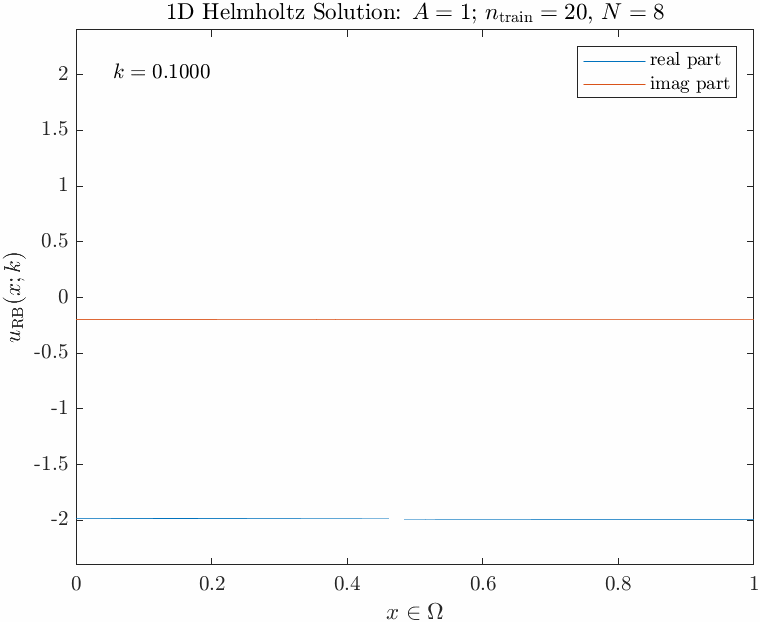 1D Helmholtz Solution: A = 1; n_train = 20, N = 8
k = 0.1000
real part
imag part
2
1.5
1
0.5
0
-0.5
-1
-1.5
-2
u_RB(x; k)
0 0.2 0.4 0.6 0.8 1
x ∈ Ω